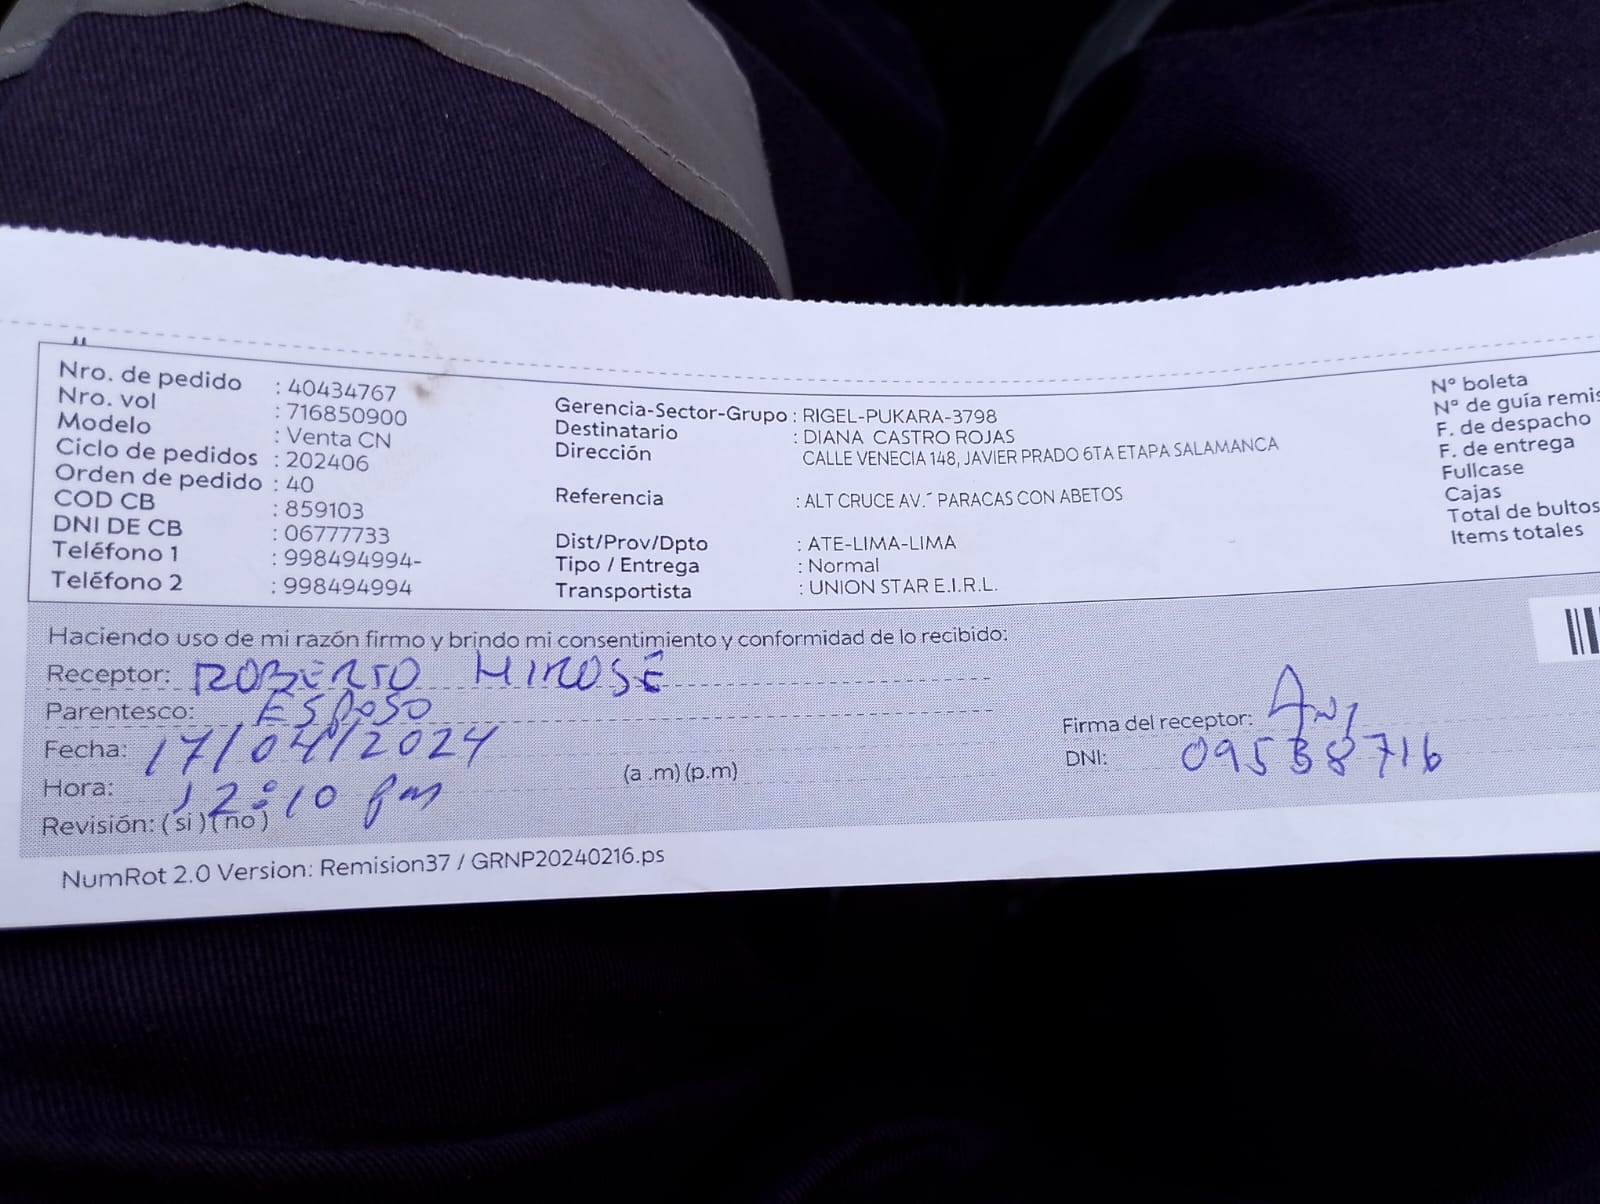 Nro. de pedido : 40434767
Nro. vol : 716850900
Modelo : Venta CN
Ciclo de pedidos : 202406
Orden de pedido : 40
COD CB : 859103
DNI DE CB : 06777733
Teléfono 1 : 998494994-
Teléfono 2 : 998494994
Gerencia-Sector-Grupo : RIGEL-PUKARA-3798
Destinatario : DIANA CASTRO ROJAS
Dirección CALLE VENECIA 148, JAVIER PRADO 6TA ETAPA SALAMANCA
Referencia : ALT CRUCE AV.´ PARACAS CON ABETOS
Dist/Prov/Dpto : ATE-LIMA-LIMA
Tipo / Entrega : Normal
Transportista : UNION STAR E.I.R.L.
N° boleta
N° de guía remis
F. de despacho
F. de entrega
Fullcase
Cajas
Total de bultos
Items totales
Haciendo uso de mi razón firmo y brindo mi consentimiento y conformidad de lo recibido:
Receptor: ROBERTO HIROSE
Parentesco: ESPOSO
Fecha: 17/04/2024
Hora: 12:10 pm (a .m) (p.m)
Revisión: ( si ) ( no )
Firma del receptor:
DNI: 09538716
NumRot 2.0 Version: Remision37 / GRNP20240216.ps